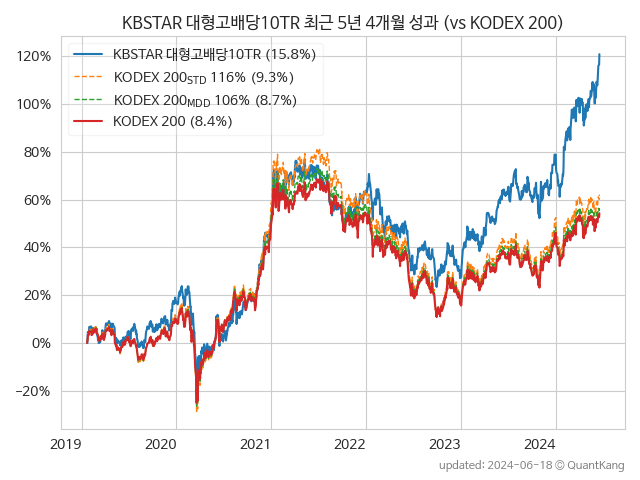 KBSTAR 대형고배당10TR 최근 5년 4개월 성과 (vs KODEX 200)
KBSTAR 대형고배당10TR (15.8%)
KODEX 200STD 116% (9.3%)
KODEX 200MDD 106% (8.7%)
KODEX 200 (8.4%)
120%
100%
80%
60%
40%
20%
0%
−20%
2019 2020 2021 2022 2023 2024
updated: 2024-06-18 © QuantKang